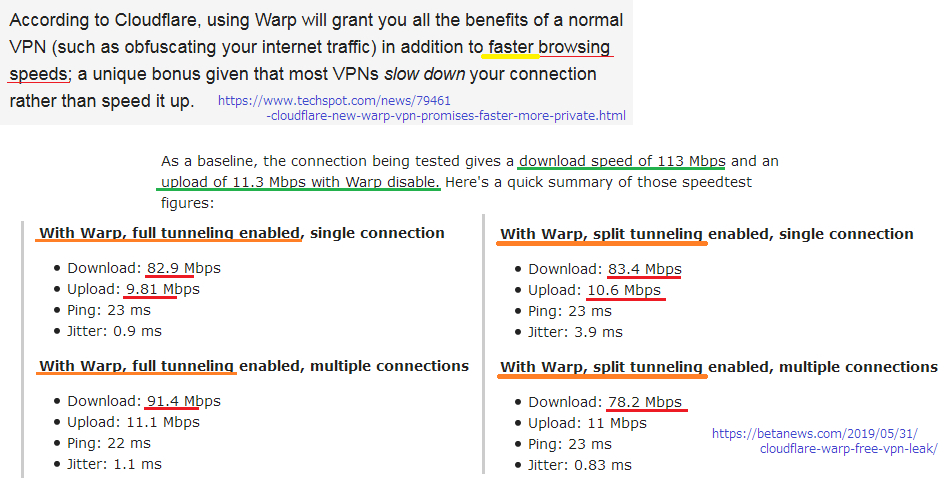 According to Cloudflare, using Warp will grant you all the benefits of a normal
VPN (such as obfuscating your internet traffic) in addition to faster browsing
speeds; a unique bonus given that most VPNs slow down your connection
rather than speed it up.
https://www.techspot.com/news/79461
-cloudflare-new-warp-vpn-promises-faster-more-private.html
As a baseline, the connection being tested gives a download speed of 113 Mbps and an
upload of 11.3 Mbps with Warp disable. Here's a quick summary of those speedtest
figures:
With Warp, full tunneling enabled, single connection
• Download: 82.9 Mbps
• Upload: 9.81 Mbps
• Ping: 23 ms
• Jitter: 0.9 ms
With Warp, full tunneling enabled, multiple connections
• Download: 91.4 Mbps
• Upload: 11.1 Mbps
• Ping: 22 ms
• Jitter: 1.1 ms
With Warp, split tunneling enabled, single connection
• Download: 83.4 Mbps
• Upload: 10.6 Mbps
• Ping: 23 ms
• Jitter: 3.9 ms
With Warp, split tunneling enabled, multiple connections
• Download: 78.2 Mbps
• Upload: 11 Mbps
• Ping: 23 ms
• Jitter: 0.83 ms
https://betanews.com/2019/05/31/
cloudflare-warp-free-vpn-leak/